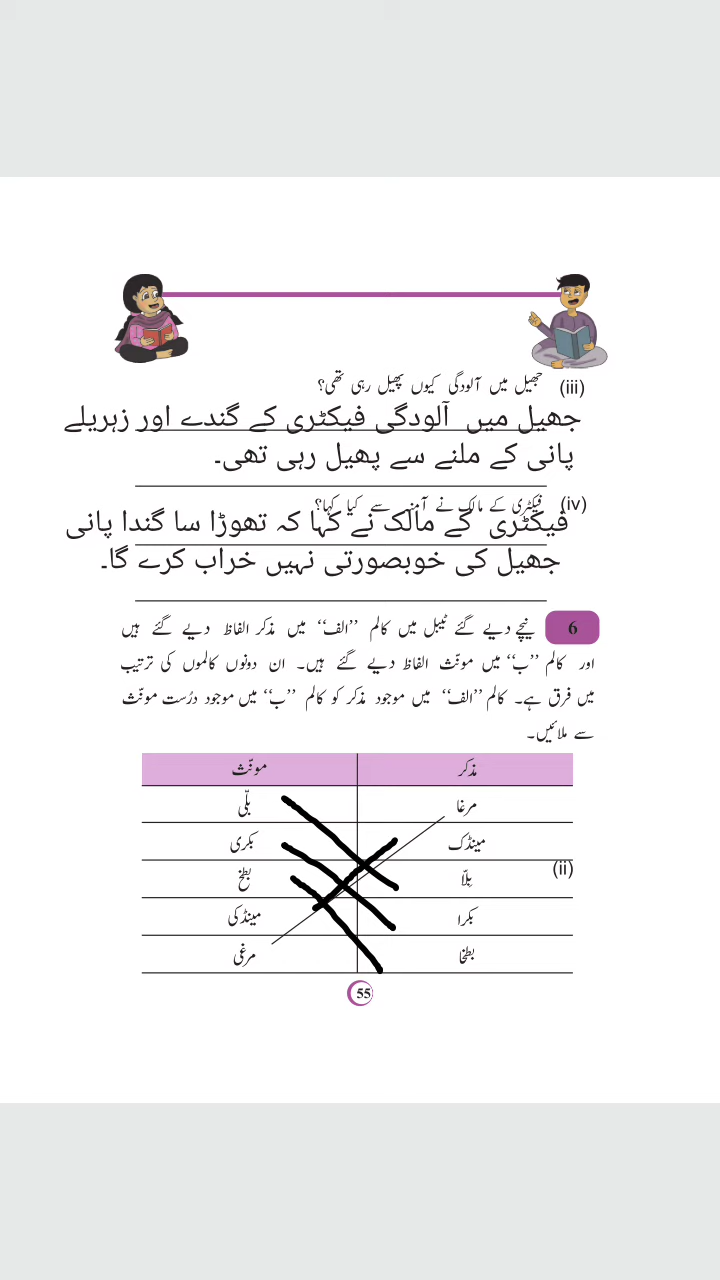 (iii) جھیل میں آلودگی کیوں پھیل رہی تھی؟
جھیل میں آلودگی فیکٹری کے گندے اور زہریلے
پانی کے ملنے سے پھیل رہی تھی۔
(iv) فیکٹری کے مالک نے آمنہ سے کیا کہا؟
فیکٹری کے مالک نے کہا کہ تھوڑا سا گندا پانی
جھیل کی خوبصورتی نہیں خراب کرے گا۔
6 نیچے دیے گئے ٹیبل میں کالم ’’الف‘‘ میں مذکر الفاظ دیے گئے ہیں
اور کالم ’’ب‘‘ میں مونّث الفاظ دیے گئے ہیں۔ ان دونوں کالموں کی ترتیب
میں فرق ہے۔ کالم ’’الف‘‘ میں موجود مذکر کو کالم ’’ب‘‘ میں موجود درُست مونّث
سے ملائیں۔
مذکر مونّث
مرغا بلّی
مینڈک بکری
(ii) بِلّا بطخ
بکرا مینڈکی
بطخا مرغی
55